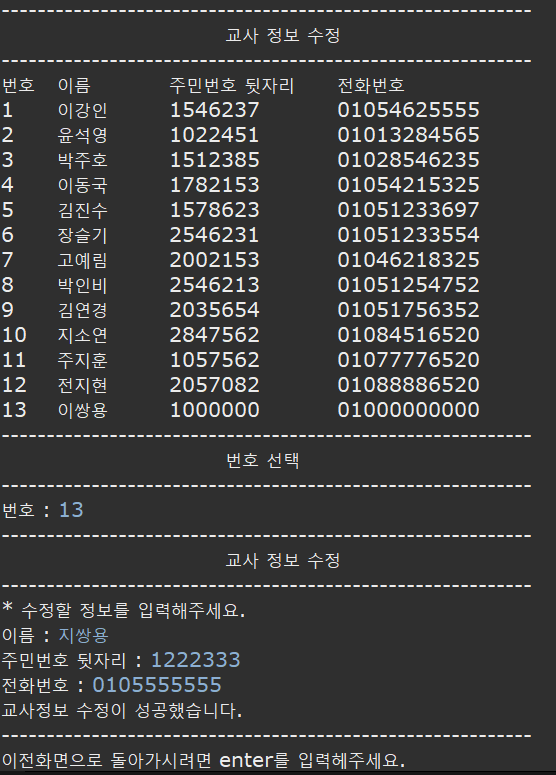 ------------------------------------------------------------
교사 정보 수정
------------------------------------------------------------
번호 이름 주민번호 뒷자리 전화번호
1 이강인 1546237 01054625555
2 윤석영 1022451 01013284565
3 박주호 1512385 01028546235
4 이동국 1782153 01054215325
5 김진수 1578623 01051233697
6 장슬기 2546231 01051233554
7 고예림 2002153 01046218325
8 박인비 2546213 01051254752
9 김연경 2035654 01051756352
10 지소연 2847562 01084516520
11 주지훈 1057562 01077776520
12 전지현 2057082 01088886520
13 이쌍용 1000000 01000000000
------------------------------------------------------------
번호 선택
------------------------------------------------------------
번호 : 13
------------------------------------------------------------
교사 정보 수정
------------------------------------------------------------
* 수정할 정보를 입력해주세요.
이름 : 지쌍용
주민번호 뒷자리 : 1222333
전화번호 : 0105555555
교사정보 수정이 성공했습니다.
------------------------------------------------------------
이전화면으로 돌아가시려면 enter를 입력헤주세요.